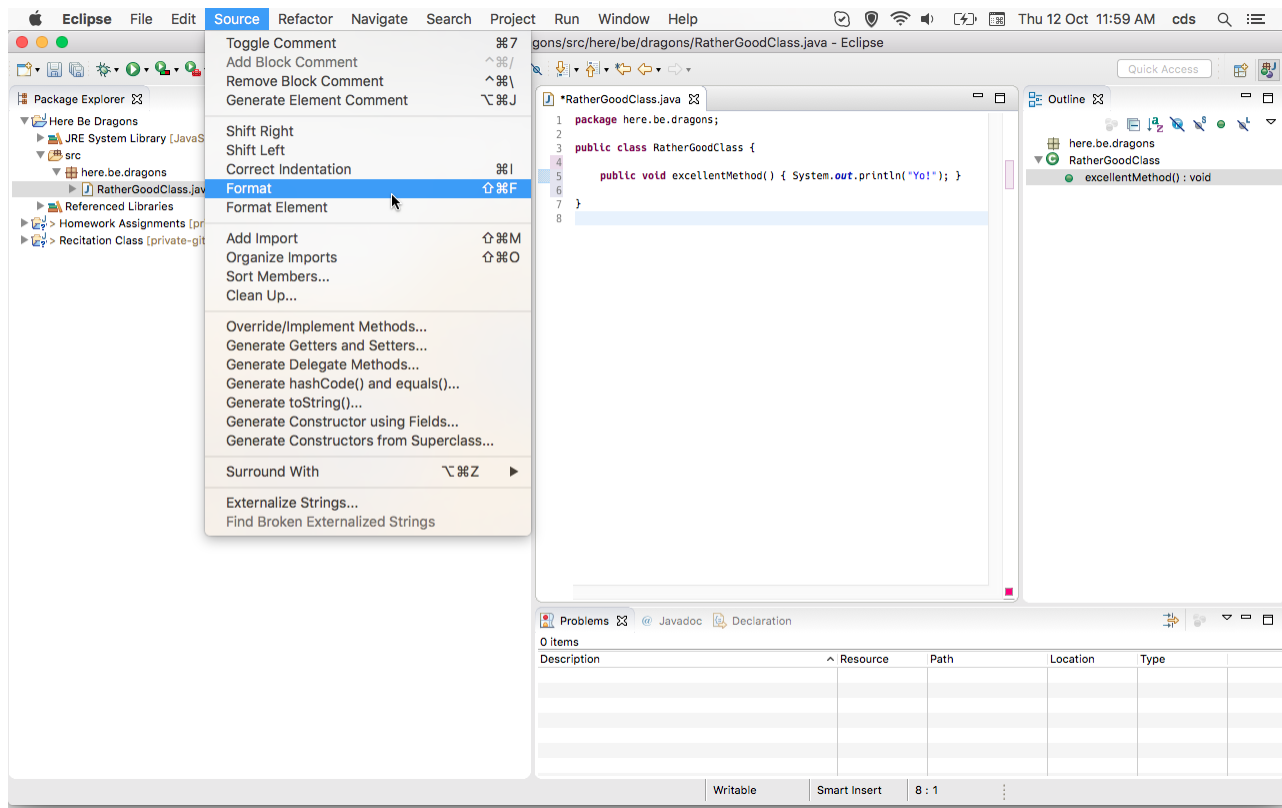 Eclipse File Edit Source Refactor Navigate Search Project Run Window Help Thu 12 Oct 11:59 AM cds
gons/src/here/be/dragons/RatherGoodClass.java - Eclipse
Quick Access
Package Explorer
Here Be Dragons
JRE System Library [JavaS
src
here.be.dragons
RatherGoodClass.jav
Referenced Libraries
> Homework Assignments [pr
> Recitation Class [private-git
Toggle Comment ⌘7
Add Block Comment ^⌘/
Remove Block Comment ^⌘\
Generate Element Comment ⌥⌘J
Shift Right
Shift Left
Correct Indentation ⌘I
Format ⇧⌘F
Format Element
Add Import ⇧⌘M
Organize Imports ⇧⌘O
Sort Members...
Clean Up...
Override/Implement Methods...
Generate Getters and Setters...
Generate Delegate Methods...
Generate hashCode() and equals()...
Generate toString()...
Generate Constructor using Fields...
Generate Constructors from Superclass...
Surround With ⌥⌘Z
Externalize Strings...
Find Broken Externalized Strings
*RatherGoodClass.java
1 package here.be.dragons;
2
3 public class RatherGoodClass {
4
5 public void excellentMethod() { System.out.println("Yo!"); }
6
7 }
8
Outline
here.be.dragons
RatherGoodClass
excellentMethod() : void
Problems @ Javadoc Declaration
0 items
Description Resource Path Location Type
Writable Smart Insert 8 : 1